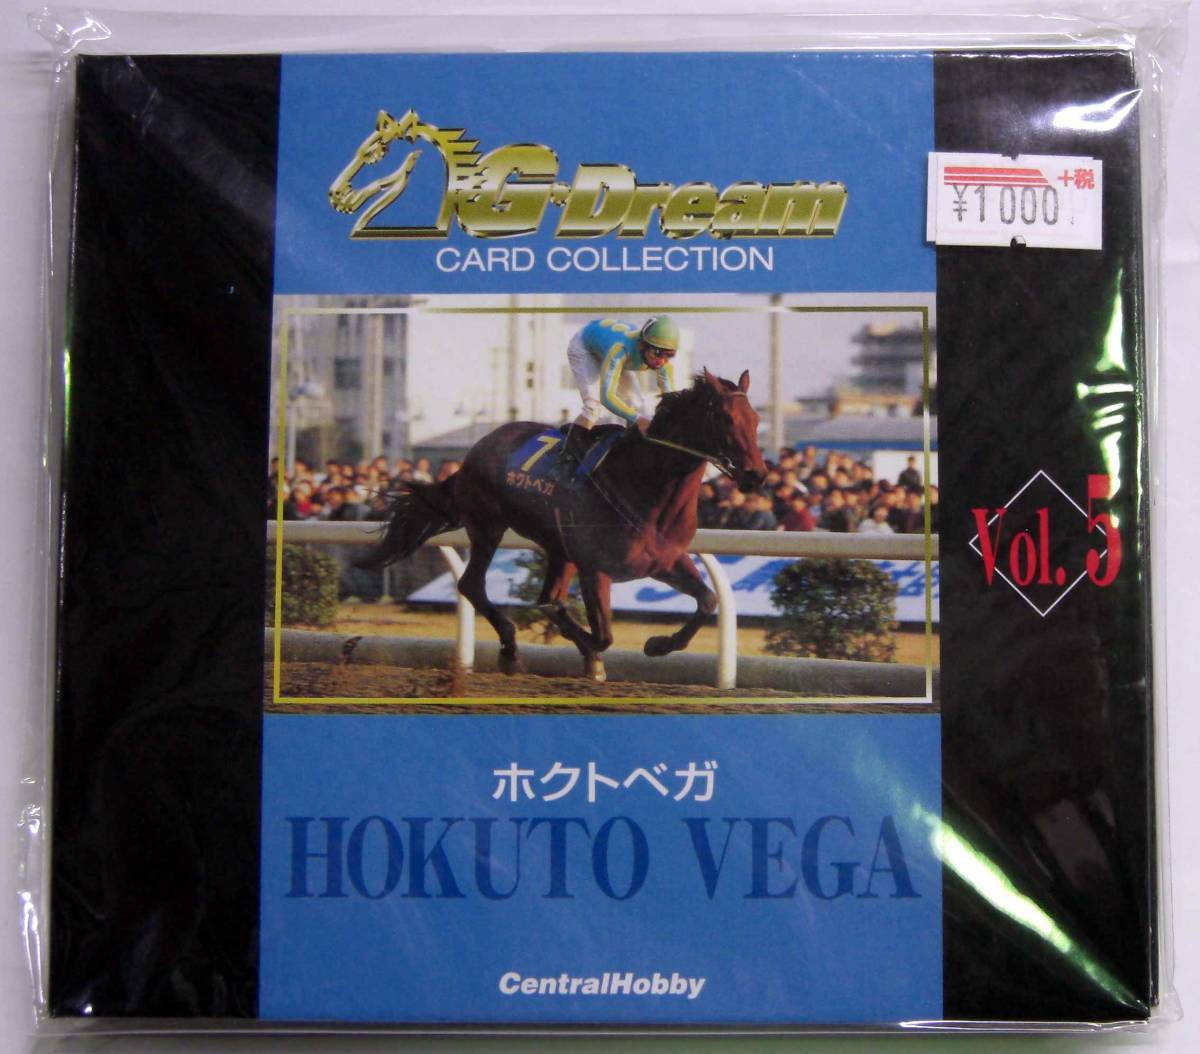 G·Dream
CARD COLLECTION
+税
¥1000
7
ホクトベガ
Vol. 5
ホクトベガ
HOKUTO VEGA
CentralHobby